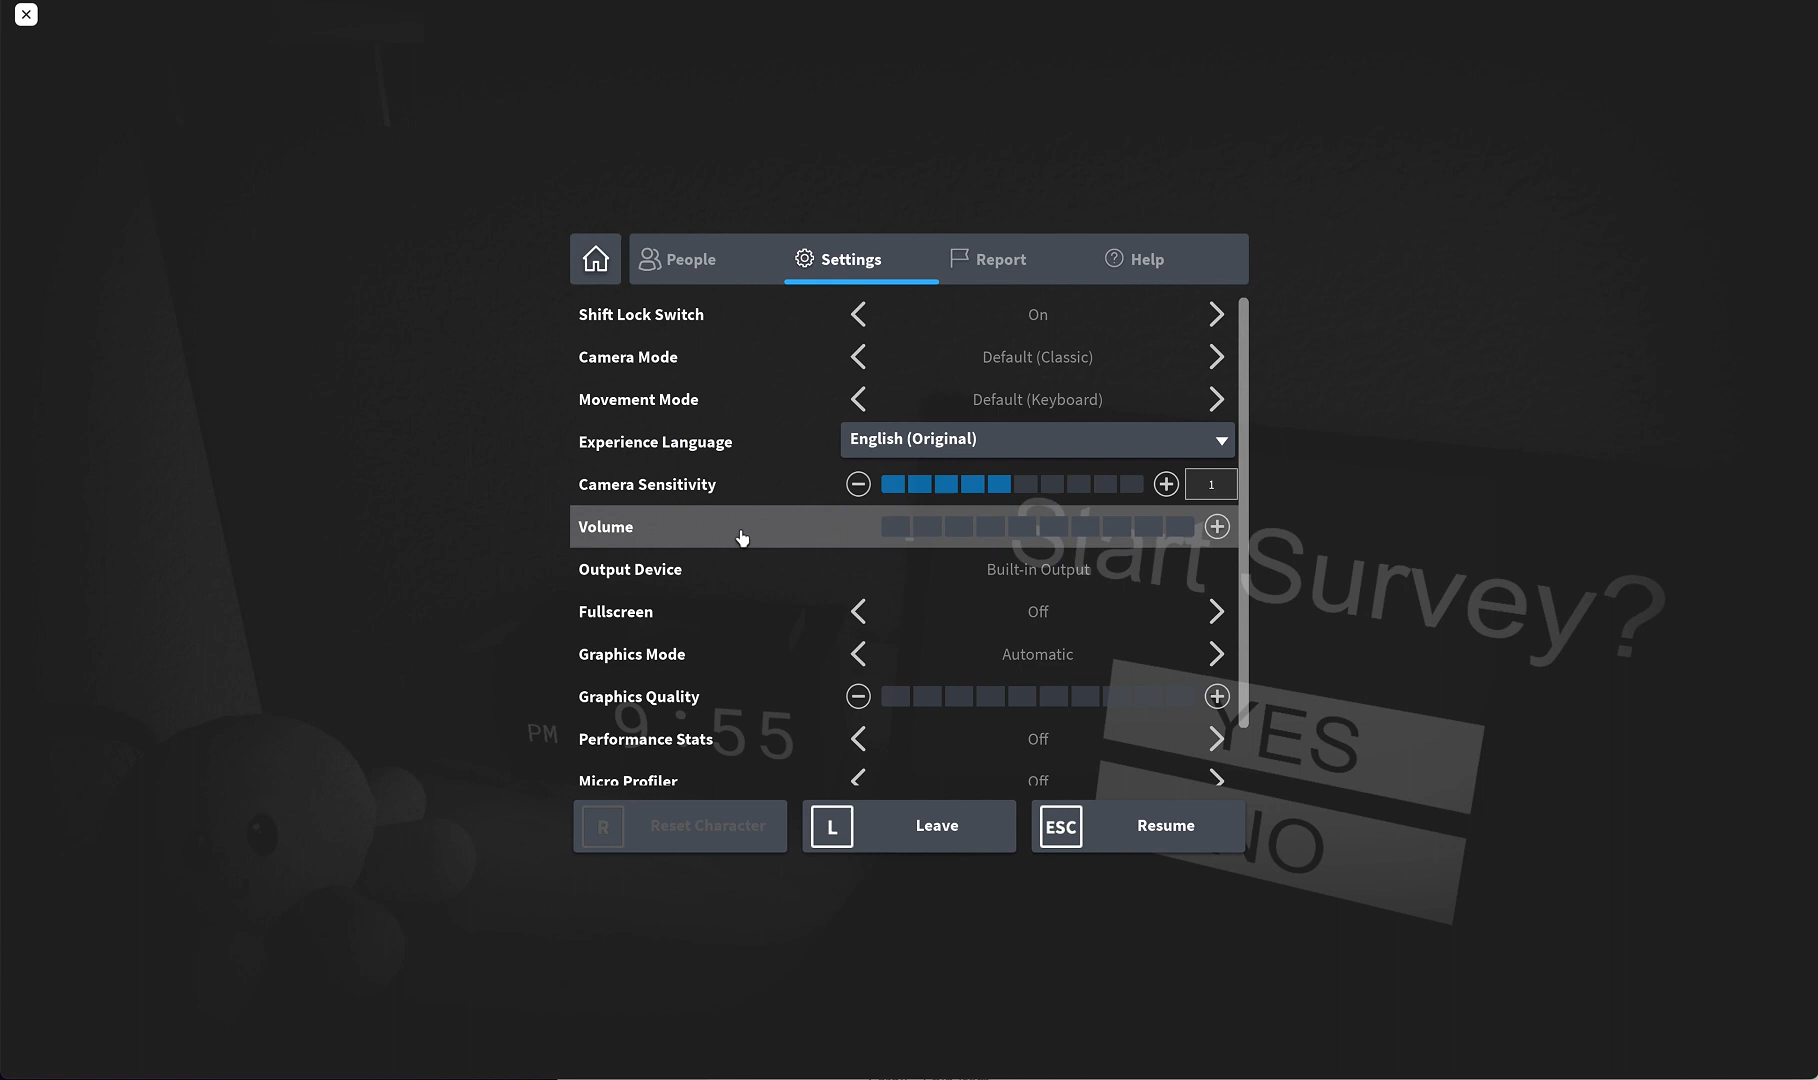 People Settings Report Help
Shift Lock Switch On
Camera Mode Default (Classic)
Movement Mode Default (Keyboard)
Experience Language English (Original)
Camera Sensitivity 1
Volume
Output Device Built-in Output
Fullscreen Off
Graphics Mode Automatic
Graphics Quality
Performance Stats Off
Micro Profiler Off
R Reset Character L Leave ESC Resume
Start Survey?
YES
NO
PM 9:55